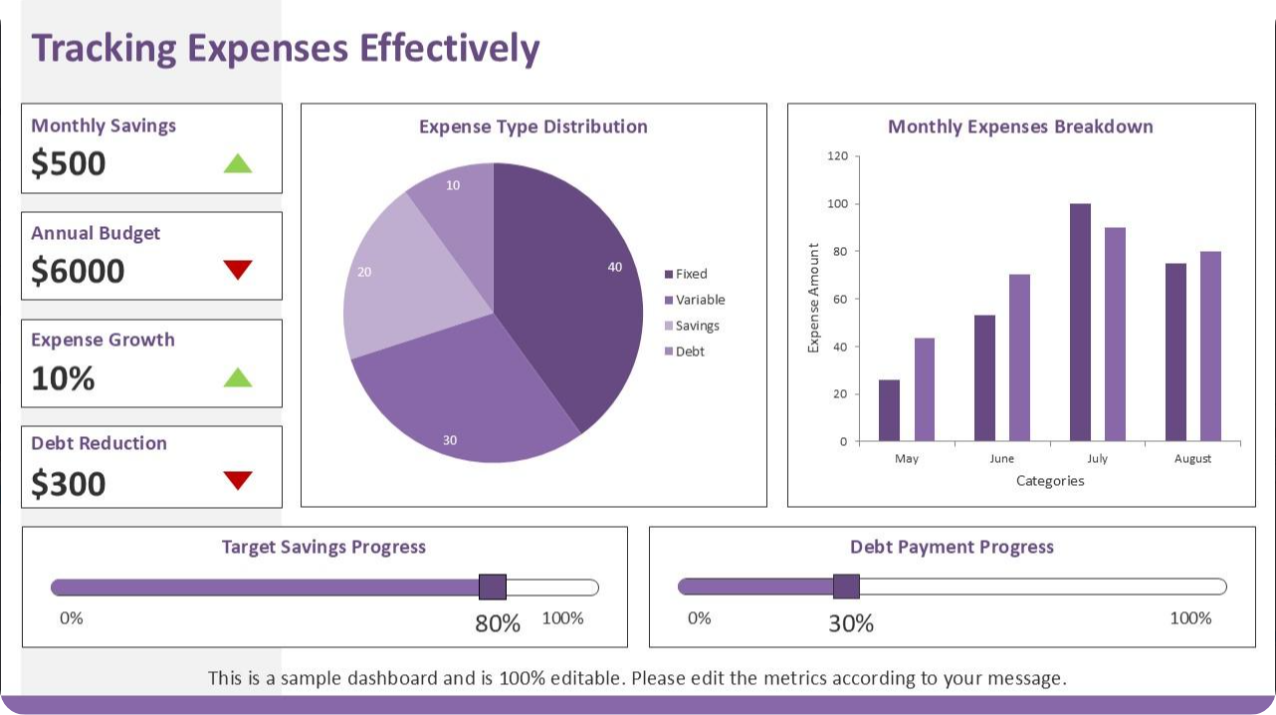 Tracking Expenses Effectively
Monthly Savings
$500
Annual Budget
$6000
Expense Growth
10%
Debt Reduction
$300
Expense Type Distribution
10
40
20
30
Fixed
Variable
Savings
Debt
Monthly Expenses Breakdown
120
100
80
60
40
20
0
Expense Amount
May June July August
Categories
Target Savings Progress
0% 80% 100%
Debt Payment Progress
0% 30% 100%
This is a sample dashboard and is 100% editable. Please edit the metrics according to your message.